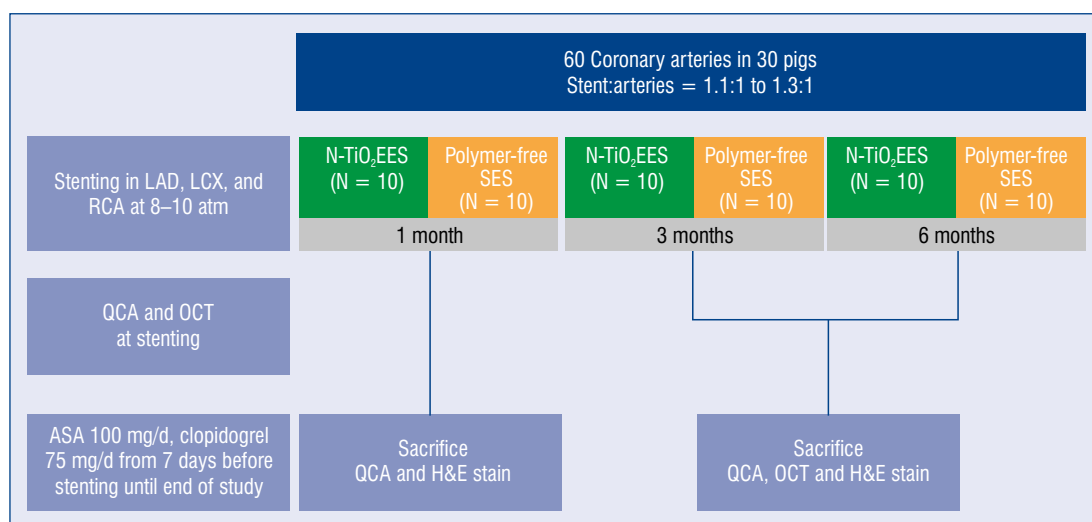 60 Coronary arteries in 30 pigs
Stent:arteries = 1.1:1 to 1.3:1
Stenting in LAD, LCX, and
RCA at 8–10 atm
N-TiO₂EES
(N = 10)
Polymer-free
SES
(N = 10)
N-TiO₂EES
(N = 10)
Polymer-free
SES
(N = 10)
N-TiO₂EES
(N = 10)
Polymer-free
SES
(N = 10)
1 month
3 months
6 months
QCA and OCT
at stenting
ASA 100 mg/d, clopidogrel
75 mg/d from 7 days before
stenting until end of study
Sacrifice
QCA and H&E stain
Sacrifice
QCA, OCT and H&E stain